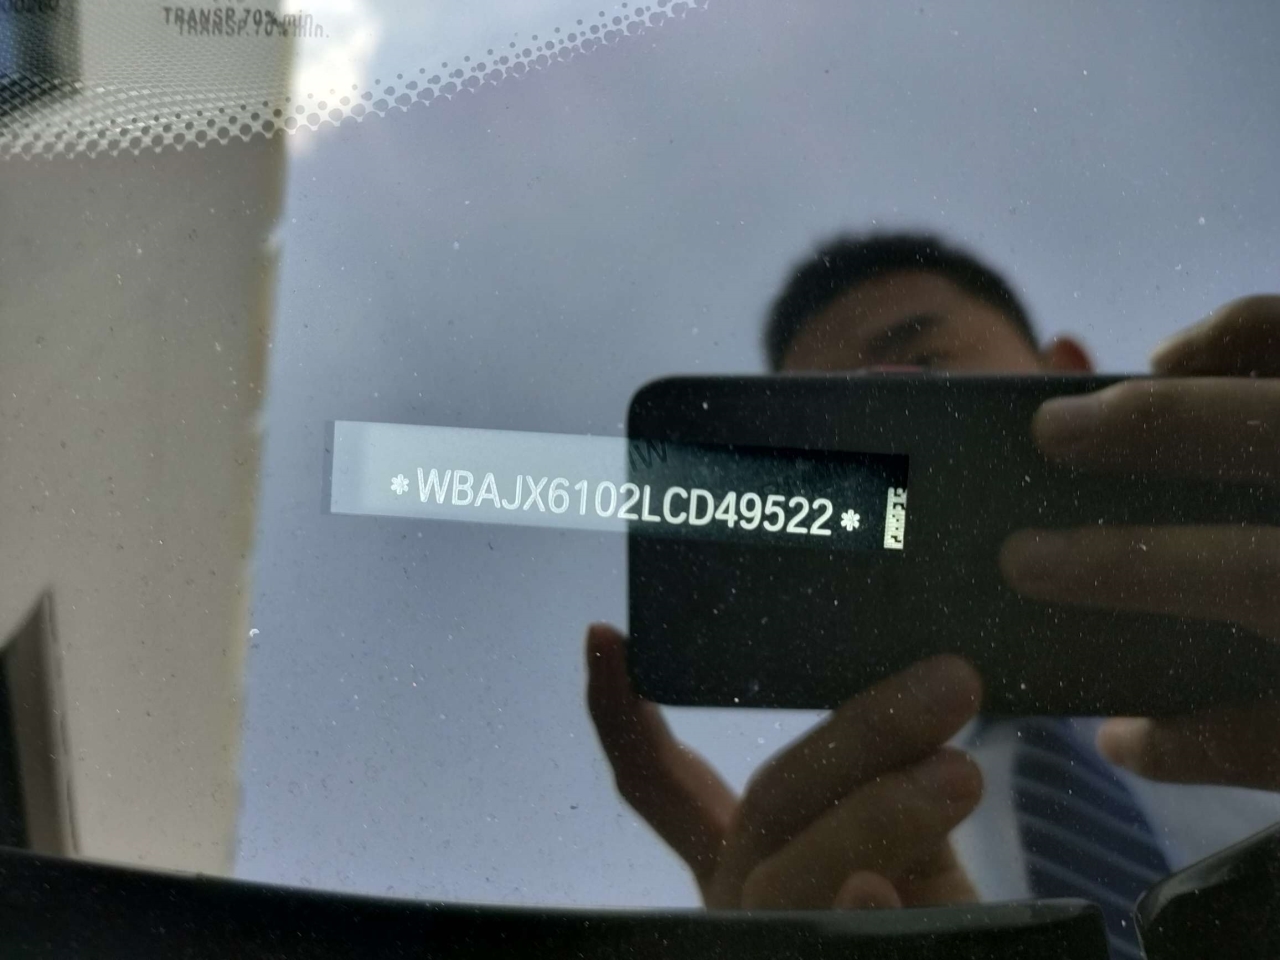 TRANSP. 70% min.
*WBAJX6102LCD49522*